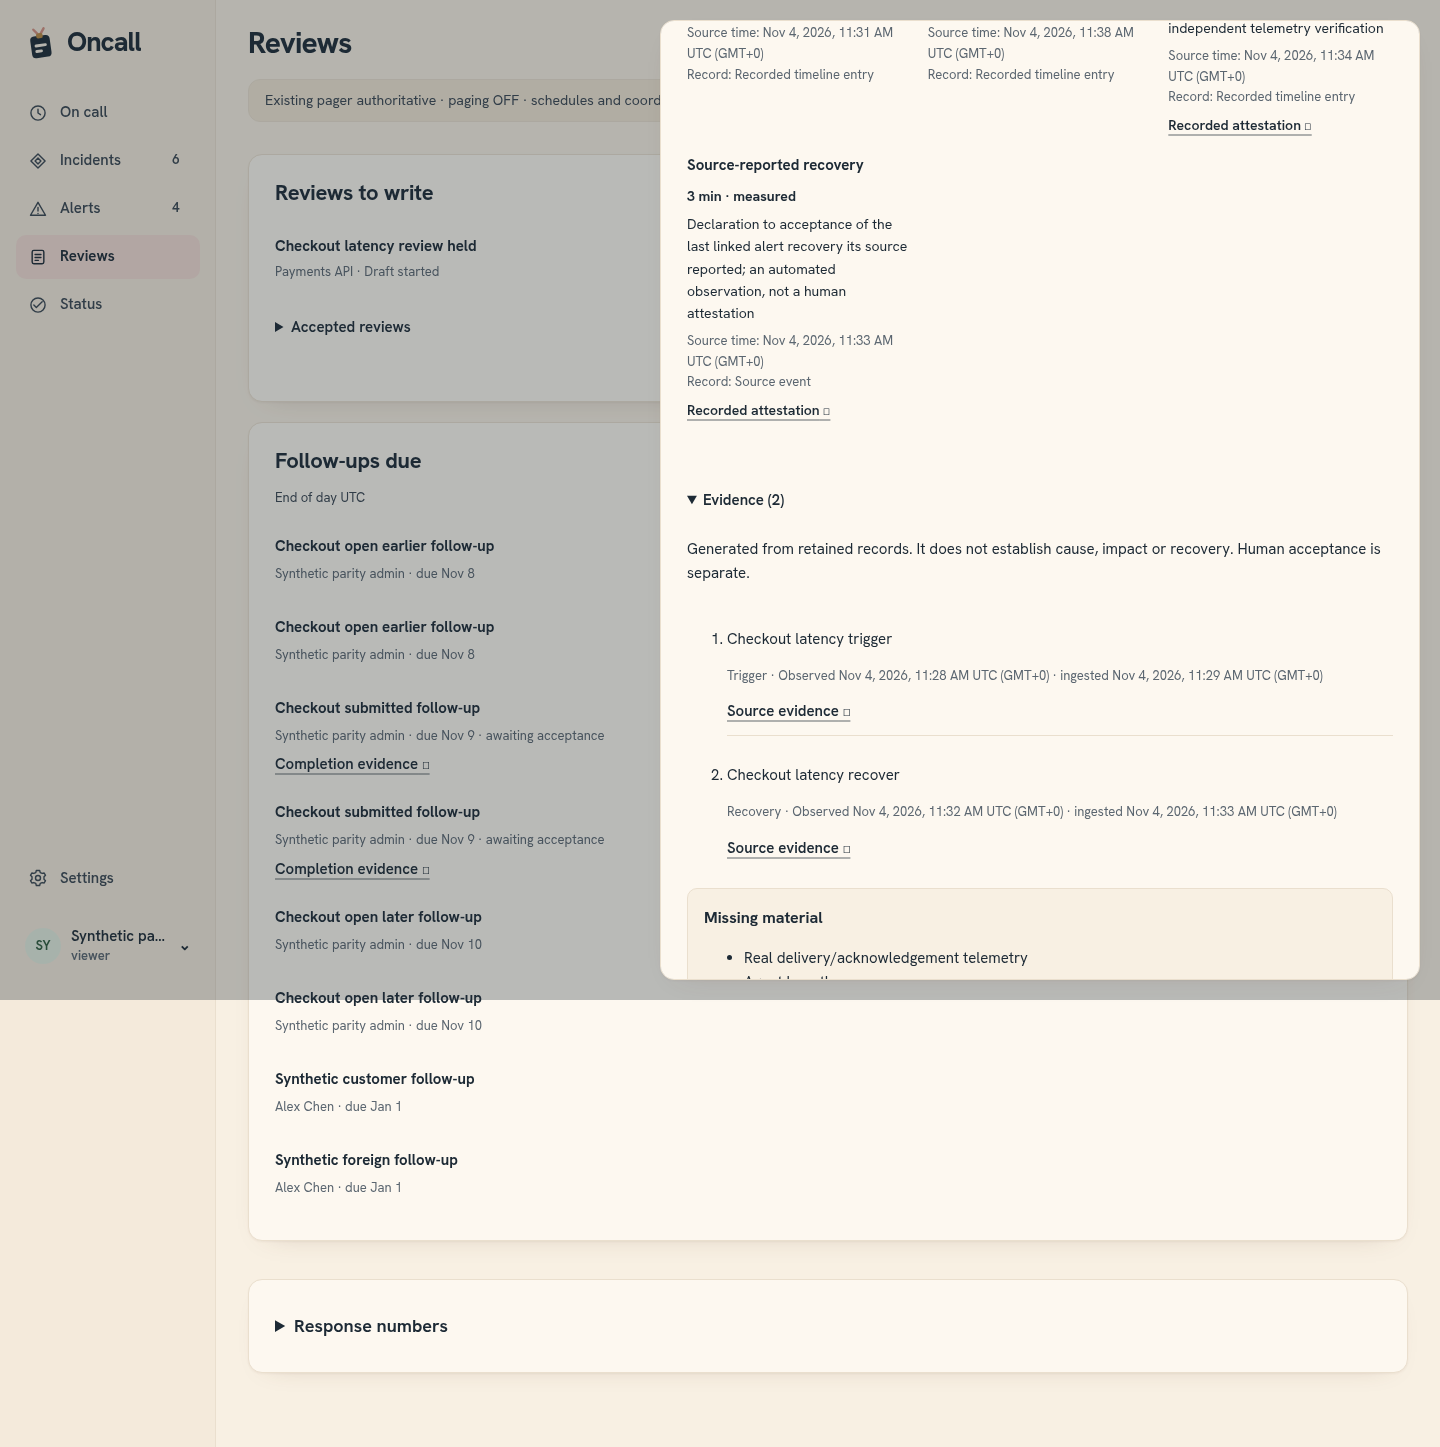 Oncall
On call
Incidents 6
Alerts 4
Reviews
Status
Settings
SY
Synthetic pa...
viewer
Reviews
Existing pager authoritative · paging OFF · schedules and coord
Reviews to write
Checkout latency review held
Payments API · Draft started
Accepted reviews
Follow-ups due
End of day UTC
Checkout open earlier follow-up
Synthetic parity admin · due Nov 8
Checkout open earlier follow-up
Synthetic parity admin · due Nov 8
Checkout submitted follow-up
Synthetic parity admin · due Nov 9 · awaiting acceptance
Completion evidence
Checkout submitted follow-up
Synthetic parity admin · due Nov 9 · awaiting acceptance
Completion evidence
Checkout open later follow-up
Synthetic parity admin · due Nov 10
Checkout open later follow-up
Synthetic parity admin · due Nov 10
Synthetic customer follow-up
Alex Chen · due Jan 1
Synthetic foreign follow-up
Alex Chen · due Jan 1
Response numbers
Source time: Nov 4, 2026, 11:31 AM
UTC (GMT+0)
Record: Recorded timeline entry
Source time: Nov 4, 2026, 11:38 AM
UTC (GMT+0)
Record: Recorded timeline entry
independent telemetry verification
Source time: Nov 4, 2026, 11:34 AM
UTC (GMT+0)
Record: Recorded timeline entry
Recorded attestation
Source-reported recovery
3 min · measured
Declaration to acceptance of the
last linked alert recovery its source
reported; an automated
observation, not a human
attestation
Source time: Nov 4, 2026, 11:33 AM
UTC (GMT+0)
Record: Source event
Recorded attestation
Evidence (2)
Generated from retained records. It does not establish cause, impact or recovery. Human acceptance is
separate.
1. Checkout latency trigger
Trigger · Observed Nov 4, 2026, 11:28 AM UTC (GMT+0) · ingested Nov 4, 2026, 11:29 AM UTC (GMT+0)
Source evidence
2. Checkout latency recover
Recovery · Observed Nov 4, 2026, 11:32 AM UTC (GMT+0) · ingested Nov 4, 2026, 11:33 AM UTC (GMT+0)
Source evidence
Missing material
• Real delivery/acknowledgement telemetry